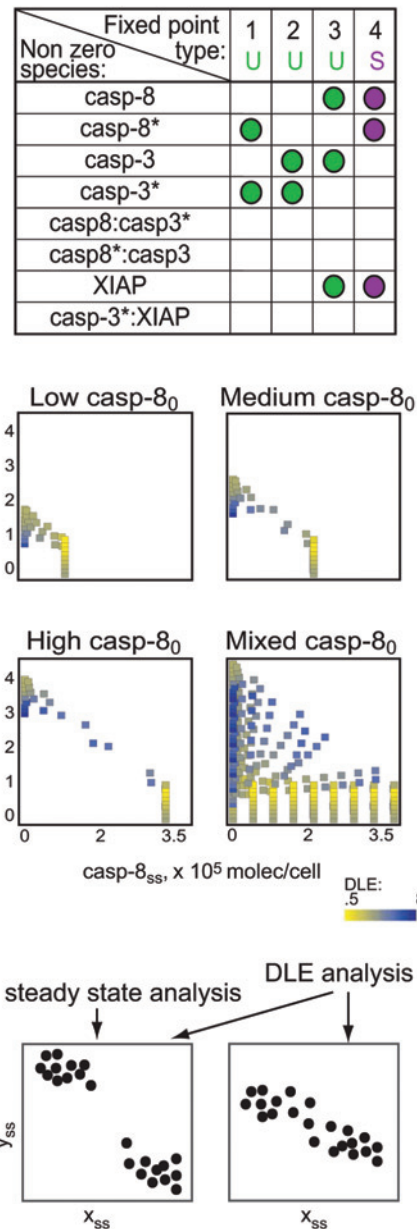 Fixed point 1 2 3 4
Non zero type: U U U S
species:
casp-8
casp-8*
casp-3
casp-3*
casp8:casp3*
casp8*:casp3
XIAP
casp-3*:XIAP
Low casp-8₀ Medium casp-8₀
4
3
2
1
0
High casp-8₀ Mixed casp-8₀
4
3
2
1
0
0 2 3.5 0 2 3.5
casp-8ss, x 10⁵ molec/cell
DLE:
.5
DLE analysis
steady state analysis
yss
xss xss